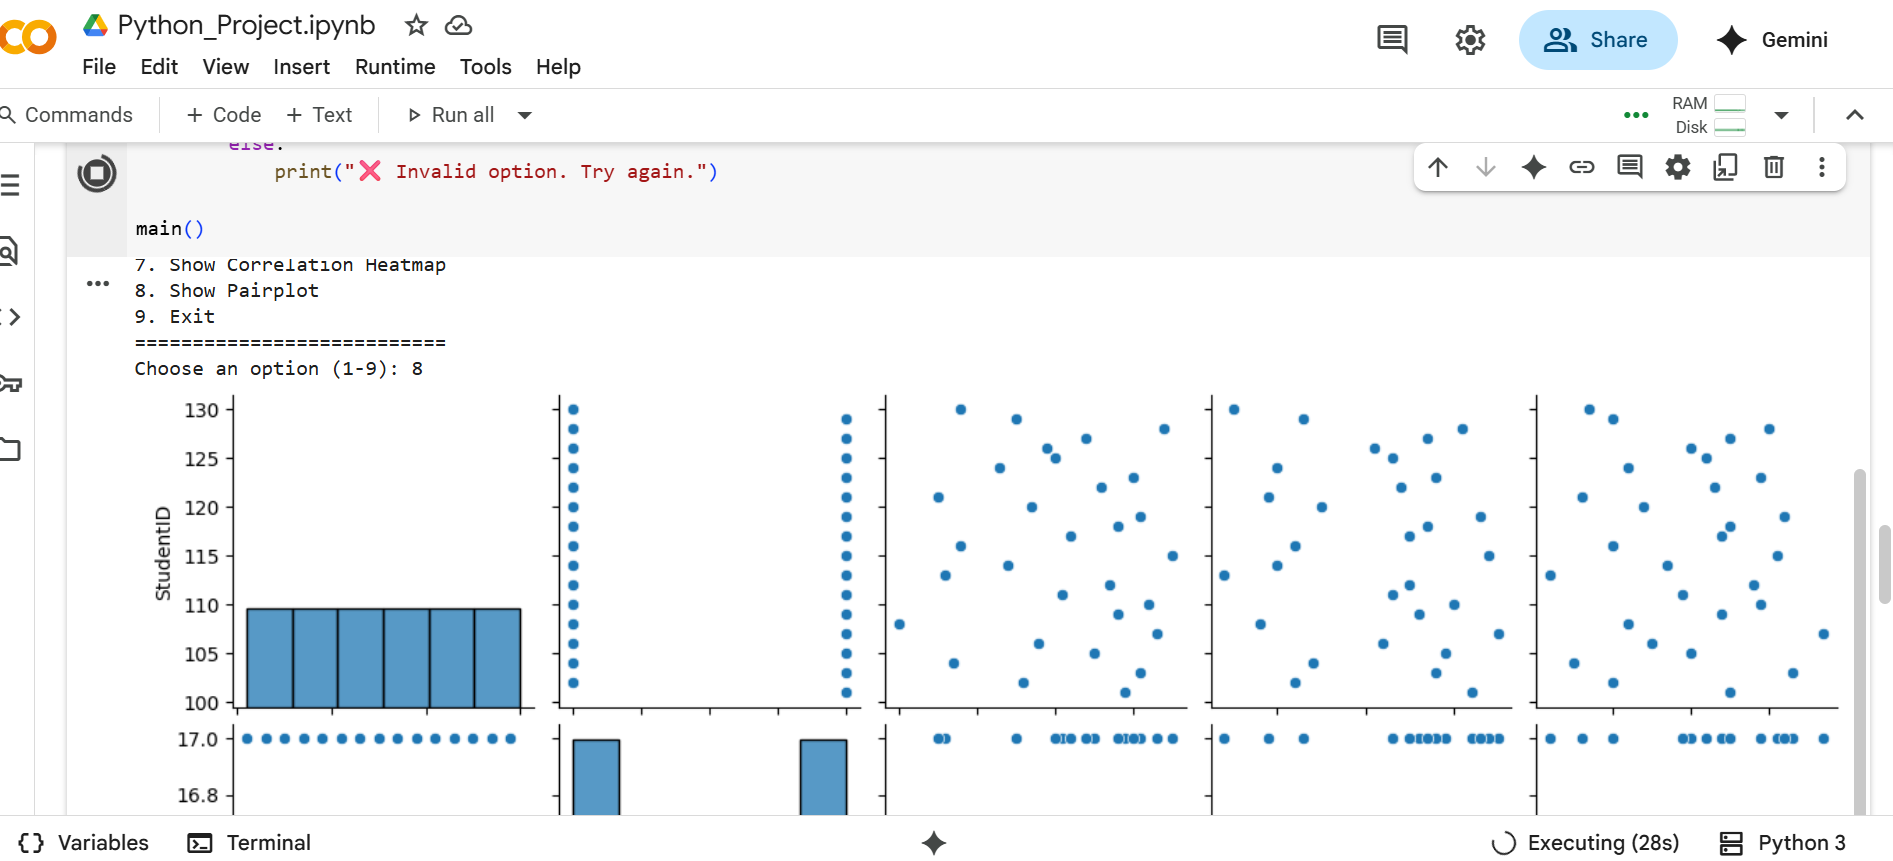 Python_Project.ipynb
File Edit View Insert Runtime Tools Help
Share
Gemini
Commands + Code + Text Run all
RAM
Disk
else:
print("❌ Invalid option. Try again.")
main()
7. Show Correlation Heatmap
8. Show Pairplot
9. Exit
===========================
Choose an option (1-9): 8
130
125
120
115
110
105
100
StudentID
17.0
16.8
{} Variables Terminal Executing (28s) Python 3